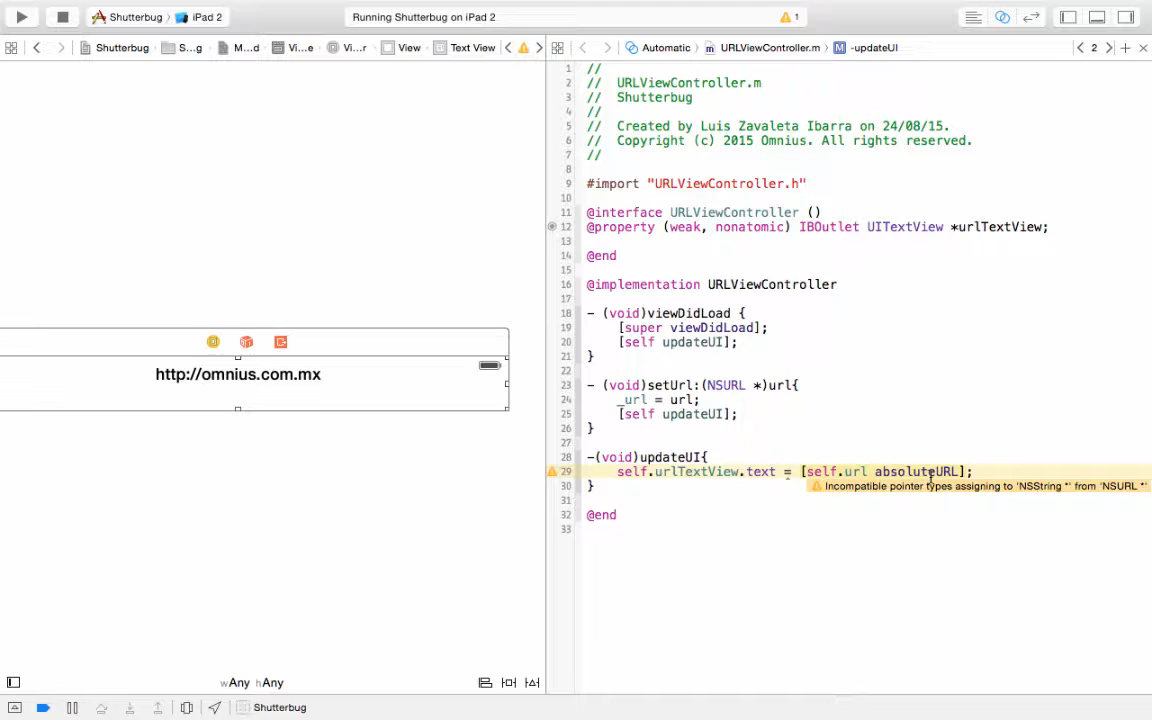 Shutterbug iPad 2 Running Shutterbug on iPad 2 1
Shutterbug S...g M...d Vi...e Vi...r View Text View Automatic URLViewController.m M -updateUI 2
1 //
2 // URLViewController.m
3 // Shutterbug
4 //
5 // Created by Luis Zavaleta Ibarra on 24/08/15.
6 // Copyright (c) 2015 Omnius. All rights reserved.
7 //
8
9 #import "URLViewController.h"
10
11 @interface URLViewController ()
12 @property (weak, nonatomic) IBOutlet UITextView *urlTextView;
13
14 @end
15
16 @implementation URLViewController
17
18 - (void)viewDidLoad {
19 [super viewDidLoad];
20 [self updateUI];
21 }
22
23 - (void)setUrl:(NSURL *)url{
24 _url = url;
25 [self updateUI];
26 }
27
28 -(void)updateUI{
29 self.urlTextView.text = [self.url absoluteURL];
Incompatible pointer types assigning to 'NSString *' from 'NSURL *'
30 }
31
32 @end
33
http://omnius.com.mx
wAny hAny
Shutterbug